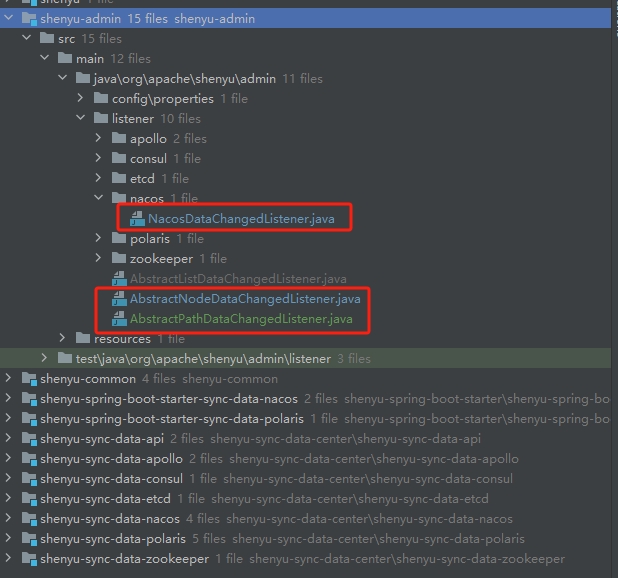 shenyu 1 file
shenyu-admin 15 files shenyu-admin
src 15 files
main 12 files
java\org\apache\shenyu\admin 11 files
config\properties 1 file
listener 10 files
apollo 2 files
consul 1 file
etcd 1 file
nacos 1 file
NacosDataChangedListener.java
polaris 1 file
zookeeper 1 file
AbstractListDataChangedListener.java
AbstractNodeDataChangedListener.java
AbstractPathDataChangedListener.java
resources 1 file
test\java\org\apache\shenyu\admin\listener 3 files
shenyu-common 4 files shenyu-common
shenyu-spring-boot-starter-sync-data-nacos 2 files shenyu-spring-boot-starter\shenyu-spring-bo
shenyu-spring-boot-starter-sync-data-polaris 1 file shenyu-spring-boot-starter\shenyu-spring-bo
shenyu-sync-data-api 2 files shenyu-sync-data-center\shenyu-sync-data-api
shenyu-sync-data-apollo 2 files shenyu-sync-data-center\shenyu-sync-data-apollo
shenyu-sync-data-consul 1 file shenyu-sync-data-center\shenyu-sync-data-consul
shenyu-sync-data-etcd 1 file shenyu-sync-data-center\shenyu-sync-data-etcd
shenyu-sync-data-nacos 4 files shenyu-sync-data-center\shenyu-sync-data-nacos
shenyu-sync-data-polaris 5 files shenyu-sync-data-center\shenyu-sync-data-polaris
shenyu-sync-data-zookeeper 1 file shenyu-sync-data-center\shenyu-sync-data-zookeeper